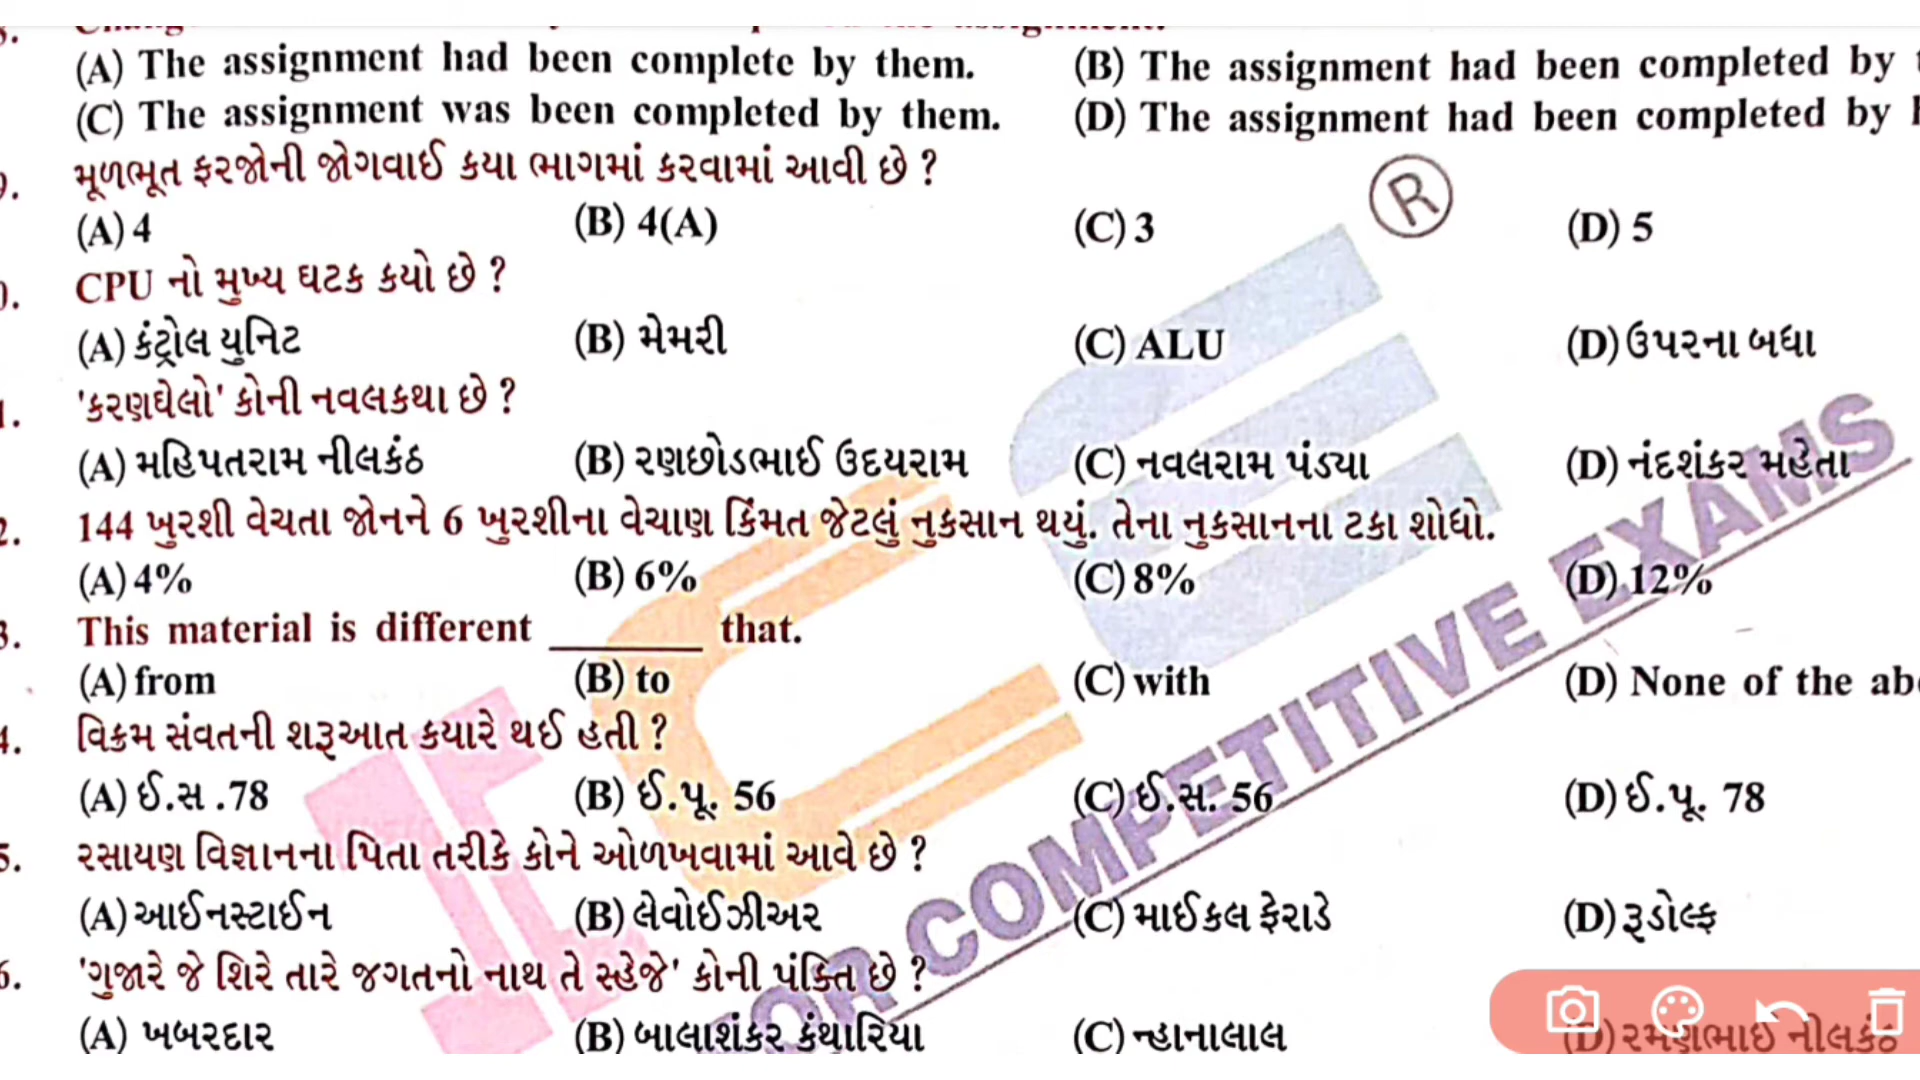 (A) The assignment had been complete by them. (B) The assignment had been completed by
(C) The assignment was been completed by them. (D) The assignment had been completed by
મૂળભૂત ફરજોની જોગવાઈ કયા ભાગમાં કરવામાં આવી છે ?
(A) 4 (B) 4(A) (C) 3 (D) 5
CPU નો મુખ્ય ઘટક કયો છે ?
(A) કંટ્રોલ યુનિટ (B) મેમરી (C) ALU (D) ઉપરના બધા
'કરણઘેલો' કોની નવલકથા છે ?
(A) મહિપતરામ નીલકંઠ (B) રણછોડભાઈ ઉદયરામ (C) નવલરામ પંડ્યા (D) નંદશંકર મહેતા
144 ખુરશી વેચતા જોનને 6 ખુરશીના વેચાણ કિંમત જેટલું નુકસાન થયું. તેના નુકસાનના ટકા શોધો.
(A) 4% (B) 6% (C) 8% (D) 12%
This material is different ________ that.
(A) from (B) to (C) with (D) None of the
વિક્રમ સંવતની શરૂઆત કયારે થઈ હતી ?
(A) ઈ.સ .78 (B) ઈ.પૂ. 56 (C) ઈ.સ. 56 (D) ઈ.પૂ. 78
રસાયણ વિજ્ઞાનના પિતા તરીકે કોને ઓળખવામાં આવે છે ?
(A) આઈનસ્ટાઈન (B) લેવોઈઝીઅર (C) માઈકલ ફેરાડે (D) રૂડોલ્ફ
'ગુજારે જે શિરે તારે જગતનો નાથ તે સ્હેજે' કોની પંક્તિ છે ?
(A) ખબરદાર (B) બાલાશંકર કંથારિયા (C) ન્હાનાલાલ (D) રમણભાઈ નીલકંઠ
ICE
FOR COMPETITIVE EXAMS
®